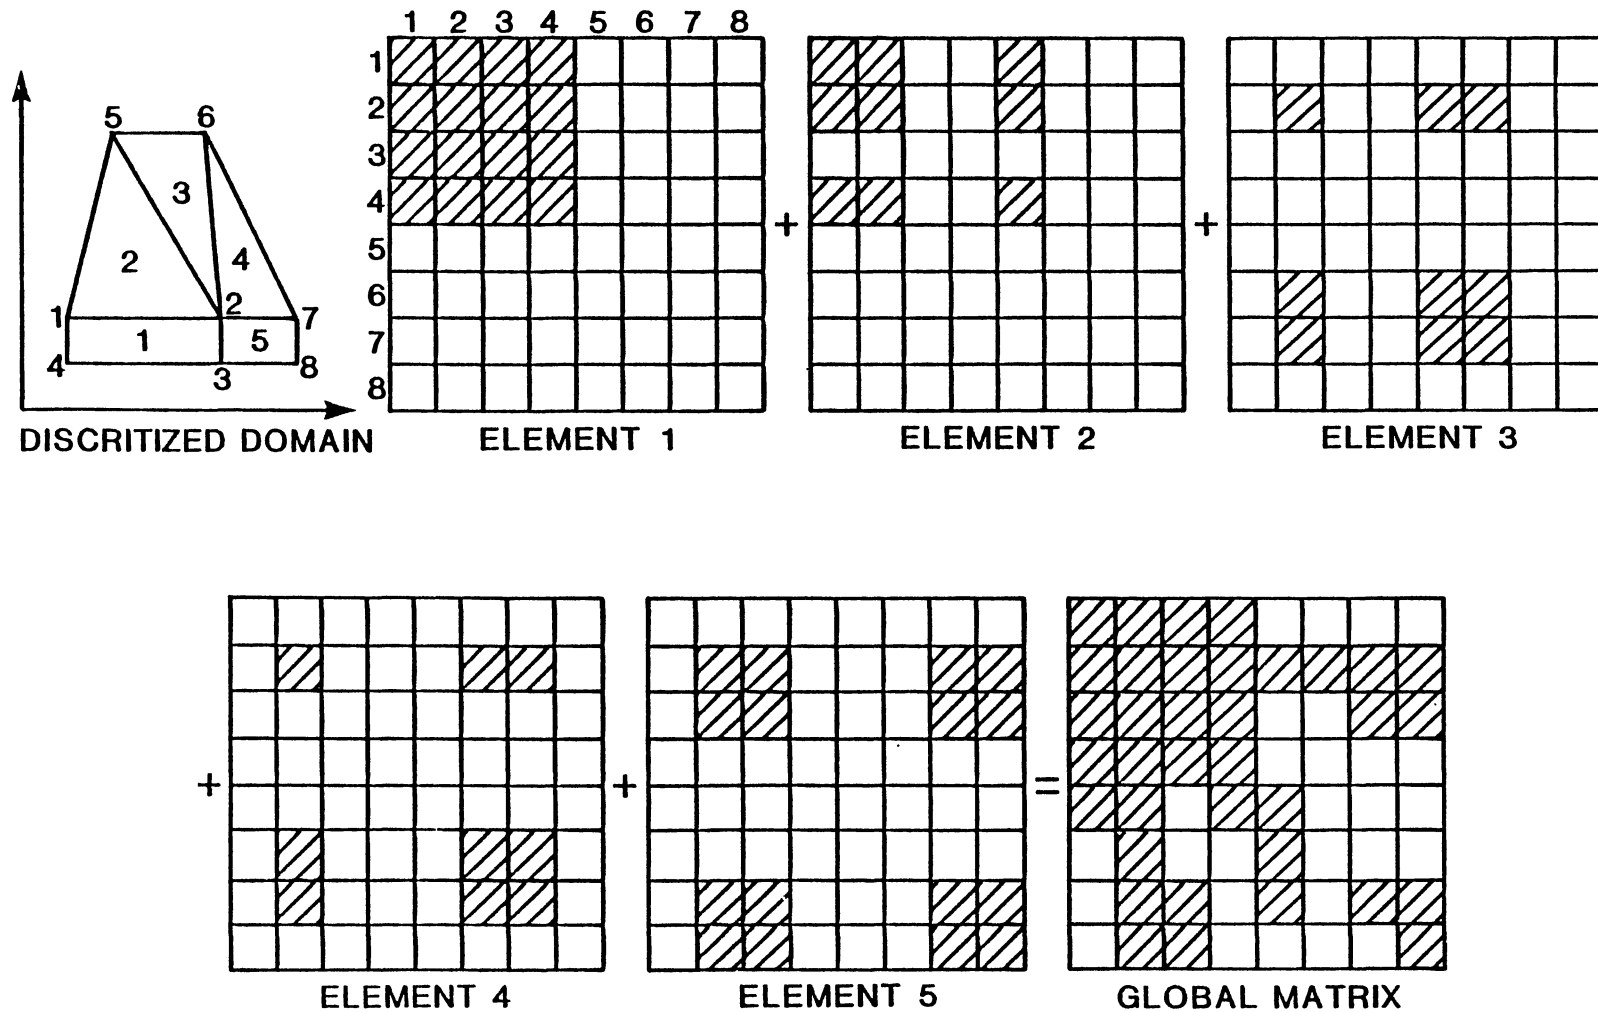 1 2 3 4 5 6 7 8
1
2
3
4
5
6
7
8
5 6
3
2 4
1 2 7
1 5
4 3 8
+ +
DISCRITIZED DOMAIN
ELEMENT 1
ELEMENT 2
ELEMENT 3
+ + =
ELEMENT 4
ELEMENT 5
GLOBAL MATRIX